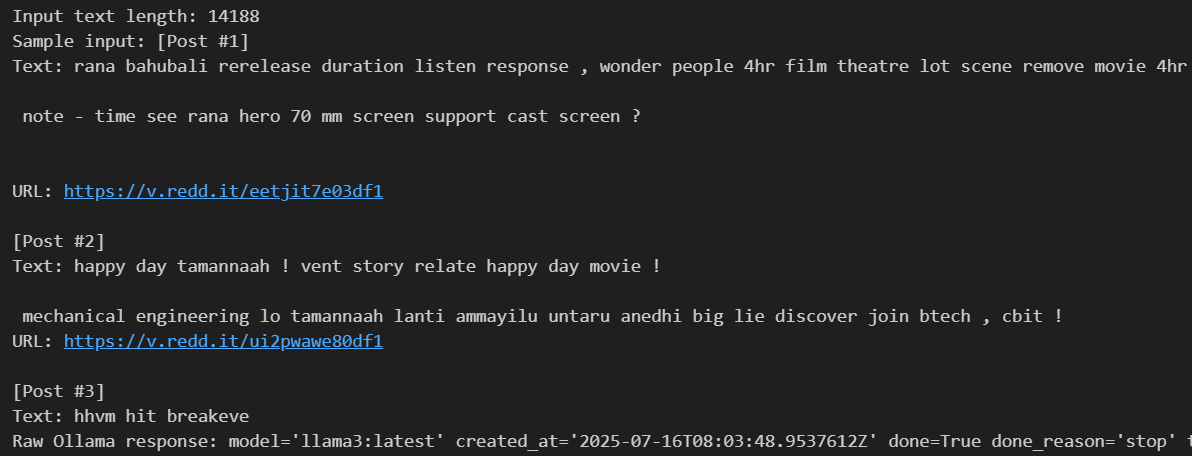 Input text length: 14188
Sample input: [Post #1]
Text: rana bahubali rerelease duration listen response , wonder people 4hr film theatre lot scene remove movie 4hr
note - time see rana hero 70 mm screen support cast screen ?
URL: https://v.redd.it/eetjit7e03df1
[Post #2]
Text: happy day tamannaah ! vent story relate happy day movie !
mechanical engineering lo tamannaah lanti ammayilu untaru anedhi big lie discover join btech , cbit !
URL: https://v.redd.it/ui2pwawe80df1
[Post #3]
Text: hhvm hit breakeve
Raw Ollama response: model='llama3:latest' created_at='2025-07-16T08:03:48.9537612Z' done=True done_reason='stop' t